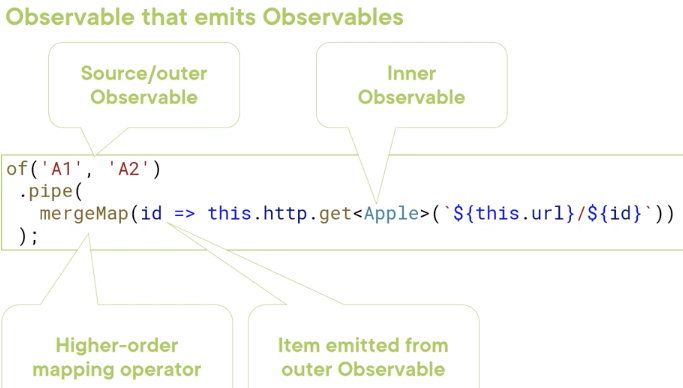 Observable that emits Observables
Source/outer
Observable
Inner
Observable
of('A1', 'A2')
.pipe(
mergeMap(id => this.http.get<Apple>(`${this.url}/${id}`))
);
Higher-order
mapping operator
Item emitted from
outer Observable